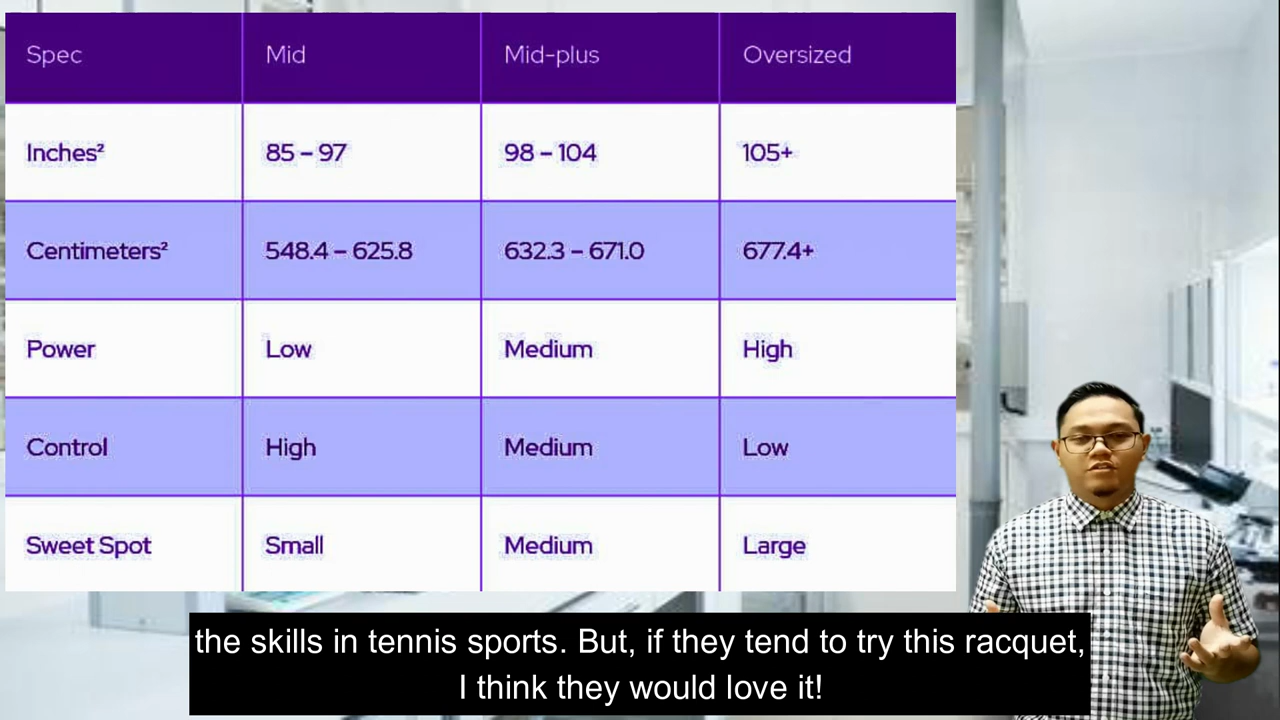 Spec Mid Mid-plus Oversized
Inches² 85 – 97 98 – 104 105+
Centimeters² 548.4 – 625.8 632.3 – 671.0 677.4+
Power Low Medium High
Control High Medium Low
Sweet Spot Small Medium Large
the skills in tennis sports. But, if they tend to try this racquet,
I think they would love it!